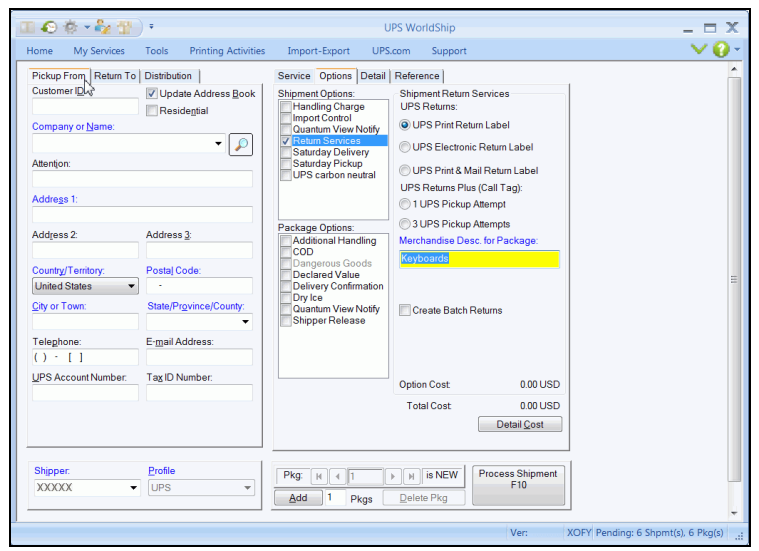 UPS WorldShip
Home My Services Tools Printing Activities Import-Export UPS.com Support
Pickup From Return To Distribution
Customer ID:
Update Address Book
Residential
Company or Name:
Attention:
Address 1:
Address 2: Address 3:
Country/Territory: Postal Code:
United States -
City or Town: State/Province/County:
Telephone: E-mail Address:
( ) - [ ]
UPS Account Number: Tax ID Number:
Shipper: Profile
XXXXX UPS
Service Options Detail Reference
Shipment Options:
Handling Charge
Import Control
Quantum View Notify
Return Services
Saturday Delivery
Saturday Pickup
UPS carbon neutral
Package Options:
Additional Handling
COD
Dangerous Goods
Declared Value
Delivery Confirmation
Dry Ice
Quantum View Notify
Shipper Release
Shipment Return Services
UPS Returns:
UPS Print Return Label
UPS Electronic Return Label
UPS Print & Mail Return Label
UPS Returns Plus (Call Tag):
1 UPS Pickup Attempt
3 UPS Pickup Attempts
Merchandise Desc. for Package:
Keyboards
Create Batch Returns
Option Cost: 0.00 USD
Total Cost: 0.00 USD
Detail Cost
Pkg: 1 is NEW
Add 1 Pkgs Delete Pkg
Process Shipment
F10
Ver: XOFY Pending: 6 Shpmt(s), 6 Pkg(s)